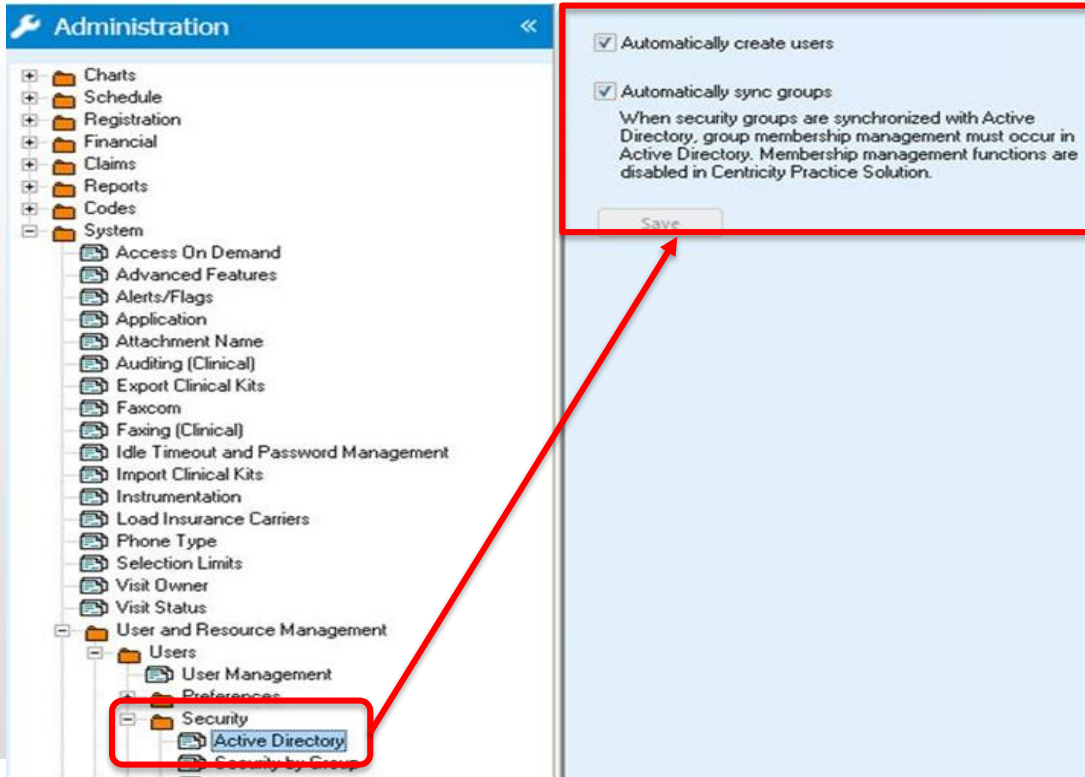 Administration
Charts
Schedule
Registration
Financial
Claims
Reports
Codes
System
Access On Demand
Advanced Features
Alerts/Flags
Application
Attachment Name
Auditing (Clinical)
Export Clinical Kits
Faxcom
Faxing (Clinical)
Idle Timeout and Password Management
Import Clinical Kits
Instrumentation
Load Insurance Carriers
Phone Type
Selection Limits
Visit Owner
Visit Status
User and Resource Management
Users
User Management
Preferences
Security
Active Directory
Security by Group
Automatically create users
Automatically sync groups
When security groups are synchronized with Active
Directory, group membership management must occur in
Active Directory. Membership management functions are
disabled in Centricity Practice Solution.
Save